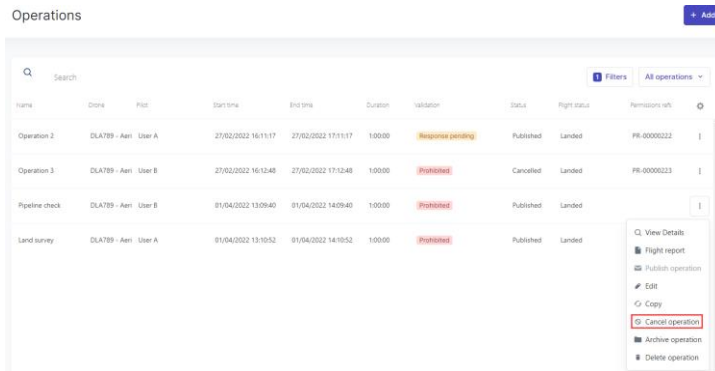 Operations
+ Add
Search
1 Filters All operations
Name Drone Pilot Start time End time Duration Validation Status Flight status Permissions refs
Operation 2 DLA789 - Aeri User A 27/02/2022 16:11:17 27/02/2022 17:11:17 1:00:00 Response pending Published Landed PR-00000222
Operation 3 DLA789 - Aeri User B 27/02/2022 16:12:48 27/02/2022 17:12:48 1:00:00 Prohibited Cancelled Landed PR-00000223
Pipeline check DLA789 - Aeri User B 01/04/2022 13:09:40 01/04/2022 14:09:40 1:00:00 Prohibited Published Landed
Land survey DLA789 - Aeri User A 01/04/2022 13:10:52 01/04/2022 14:10:52 1:00:00 Prohibited Published Landed
View Details
Flight report
Publish operation
Edit
Copy
Cancel operation
Archive operation
Delete operation